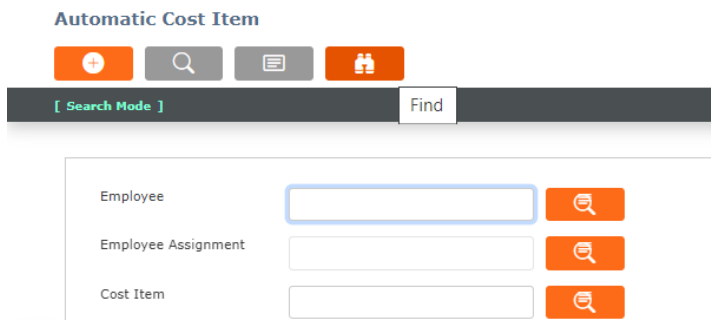 Automatic Cost Item
[ Search Mode ]
Find
Employee
Employee Assignment
Cost Item